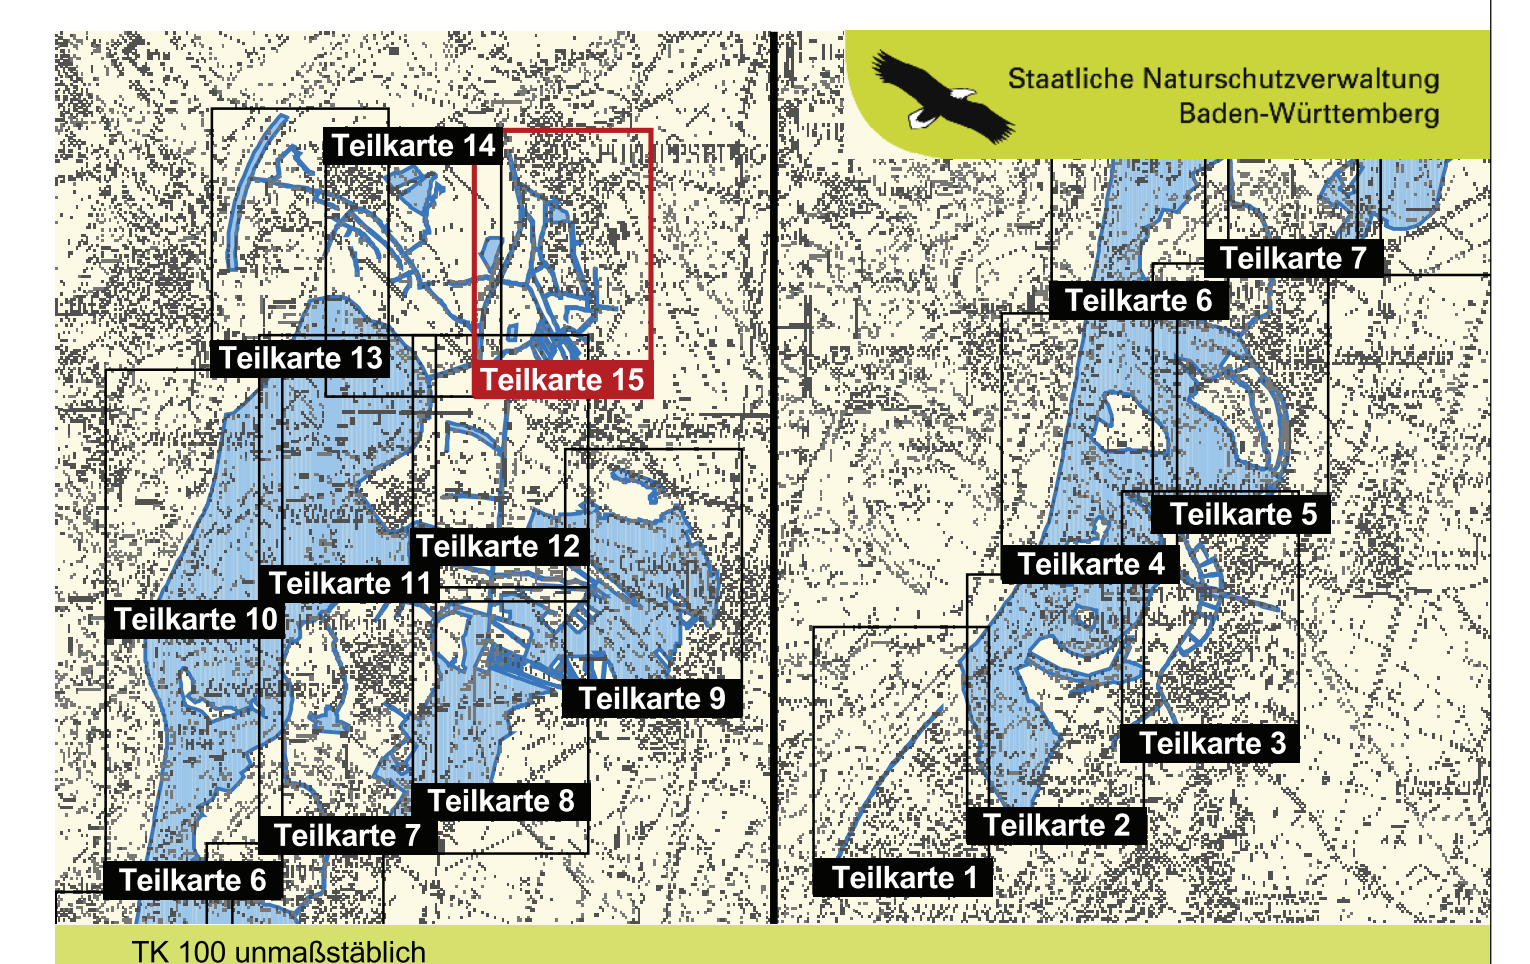 Staatliche Naturschutzverwaltung
Baden-Württemberg
Teilkarte 14
Teilkarte 13
Teilkarte 15
Teilkarte 12
Teilkarte 11
Teilkarte 10
Teilkarte 9
Teilkarte 8
Teilkarte 7
Teilkarte 6
Teilkarte 7
Teilkarte 6
Teilkarte 5
Teilkarte 4
Teilkarte 3
Teilkarte 2
Teilkarte 1
TK 100 unmaßstäblich